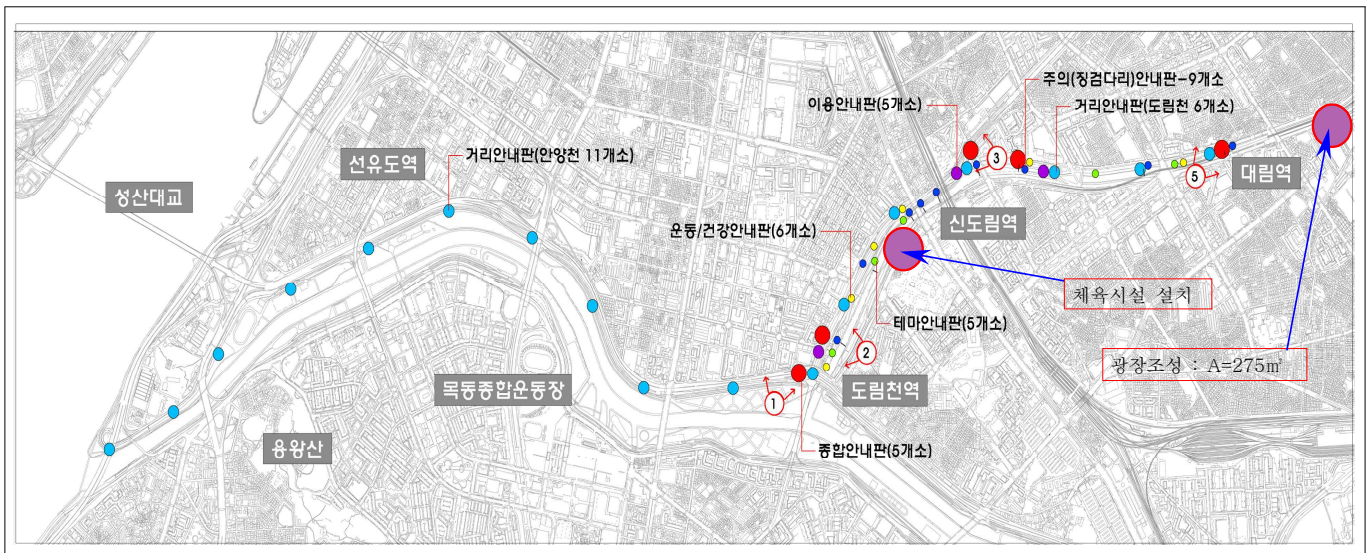 주의(징검다리)안내판-9개소
이용안내판(5개소)
거리안내판(도림천 6개소)
거리안내판(안양천 11개소)
선유도역
성산대교
3
5
대림역
신도림역
운동/건강안내판(6개소)
체육시설 설치
테마안내판(5개소)
2
광장조성 : A=275㎡
목동종합운동장
도림천역
1
용왕산
종합안내판(5개소)